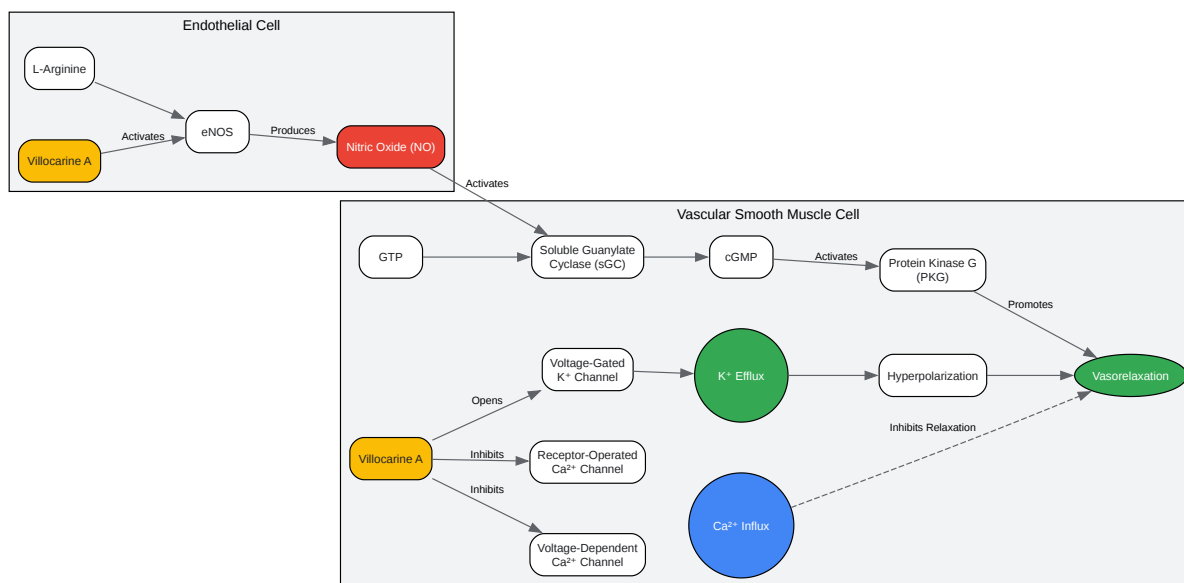 Endothelial Cell
L-Arginine
Villocarine A
Activates
eNOS
Produces
Nitric Oxide (NO)
Activates
Vascular Smooth Muscle Cell
GTP
Soluble Guanylate
Cyclase (sGC)
cGMP
Activates
Protein Kinase G
(PKG)
Promotes
Voltage-Gated
K⁺ Channel
K⁺ Efflux
Hyperpolarization
Vasorelaxation
Opens
Inhibits Relaxation
Villocarine A
Inhibits
Receptor-Operated
Ca²⁺ Channel
Inhibits
Ca²⁺ Influx
Voltage-Dependent
Ca²⁺ Channel